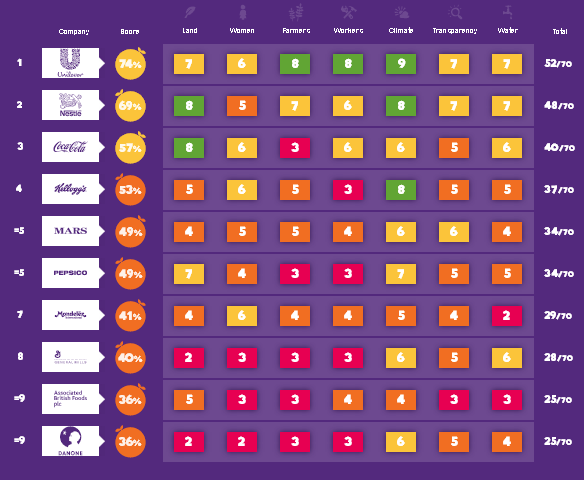 Company Score Land Women Farmers Workers Climate Transparency Water Total
1 Unilever 74% 7 6 8 8 9 7 7 52/70
2 Nestle 69% 8 5 7 6 8 7 7 48/70
3 Coca-Cola 57% 8 6 3 6 6 5 6 40/70
4 Kellogg's 53% 5 6 5 3 8 5 5 37/70
=5 MARS 49% 4 5 5 4 6 6 4 34/70
=5 PEPSICO 49% 7 4 3 3 7 5 5 34/70
7 Mondelēz International 41% 4 6 4 4 5 4 2 29/70
8 GENERAL MILLS 40% 2 3 3 3 6 5 6 28/70
=9 Associated British Foods plc 36% 5 3 3 4 4 3 3 25/70
=9 DANONE 36% 2 2 3 3 6 5 4 25/70